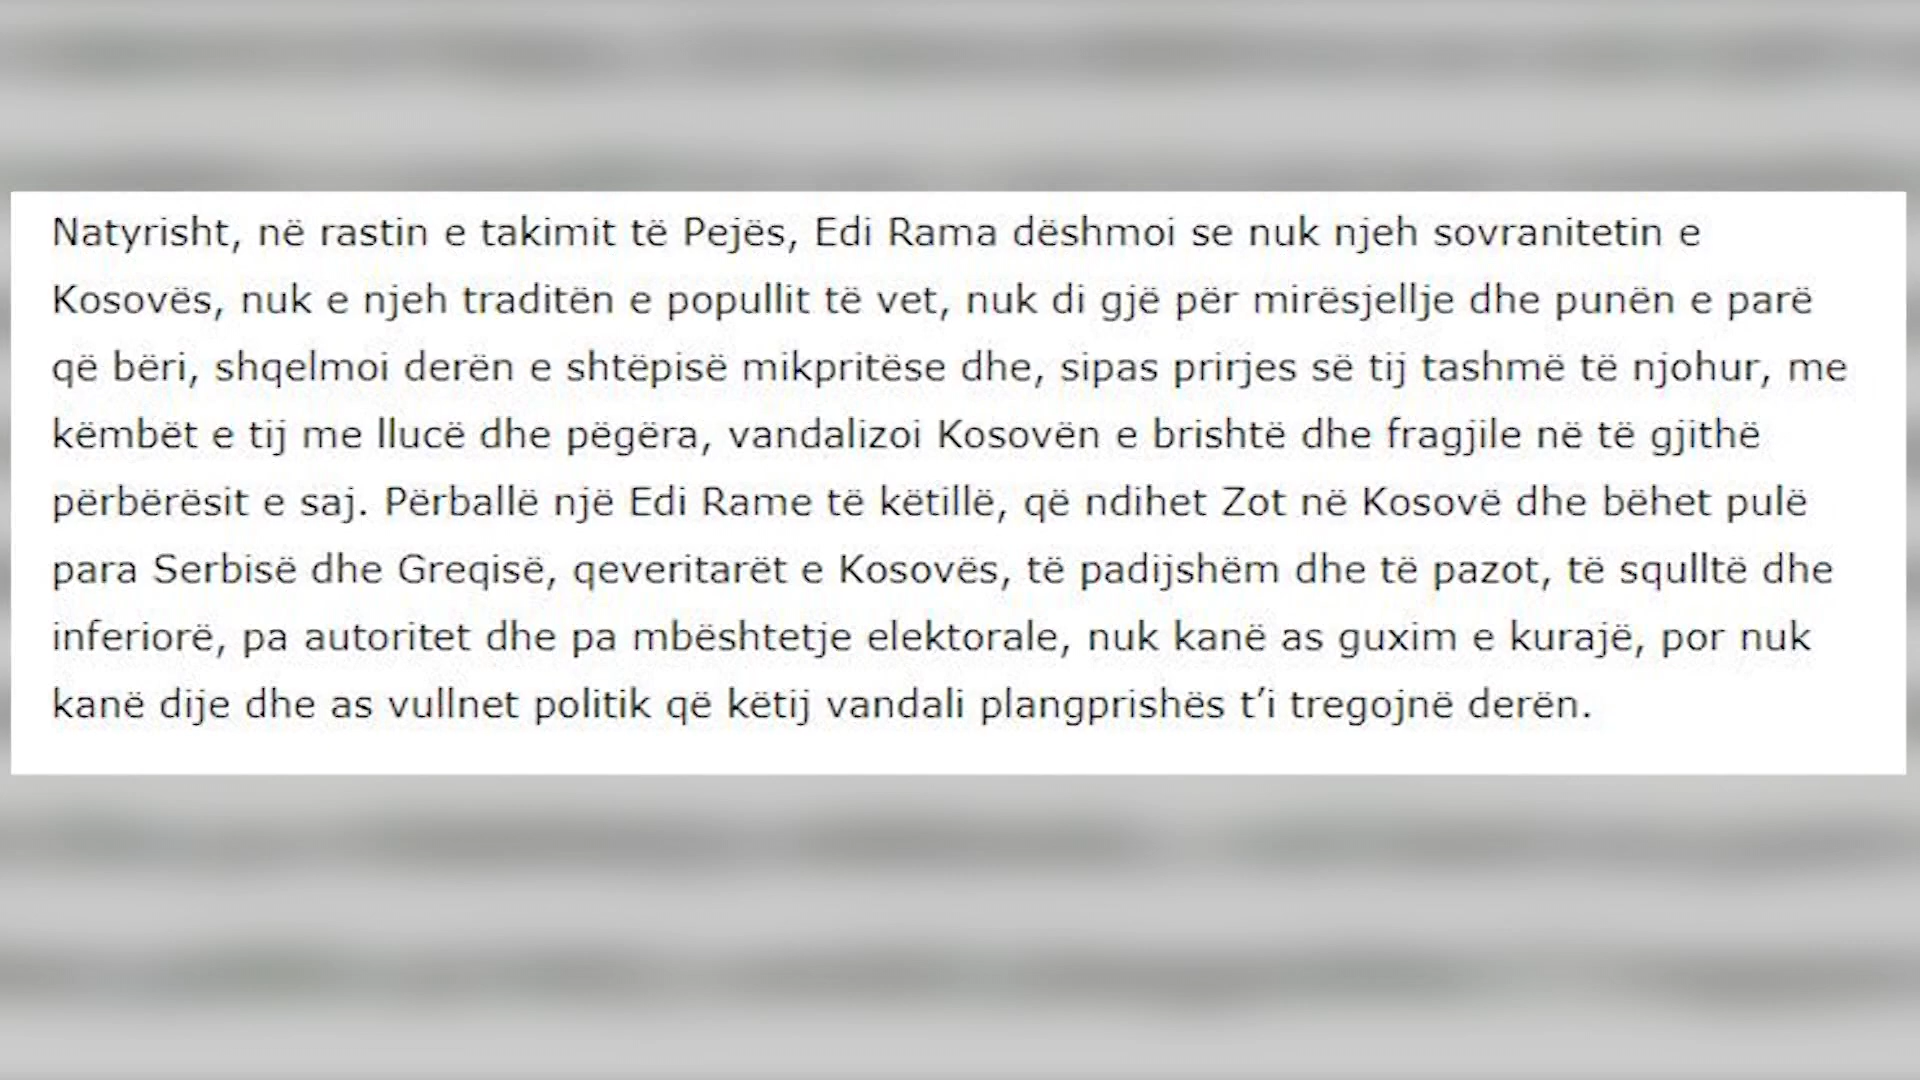 Natyrisht, në rastin e takimit të Pejës, Edi Rama dëshmoi se nuk njeh sovranitetin e
Kosovës, nuk e njeh traditën e popullit të vet, nuk di gjë për mirësjellje dhe punën e parë
që bëri, shqelmoi derën e shtëpisë mikpritëse dhe, sipas prirjes së tij tashmë të njohur, me
këmbët e tij me llucë dhe pëgëra, vandalizoi Kosovën e brishtë dhe fragjile në të gjithë
përbërësit e saj. Përballë një Edi Rame të këtillë, që ndihet Zot në Kosovë dhe bëhet pulë
para Serbisë dhe Greqisë, qeveritarët e Kosovës, të padijshëm dhe të pazot, të squlltë dhe
inferiorë, pa autoritet dhe pa mbështetje elektorale, nuk kanë as guxim e kurajë, por nuk
kanë dije dhe as vullnet politik që këtij vandali plangprishës t’i tregojnë derën.